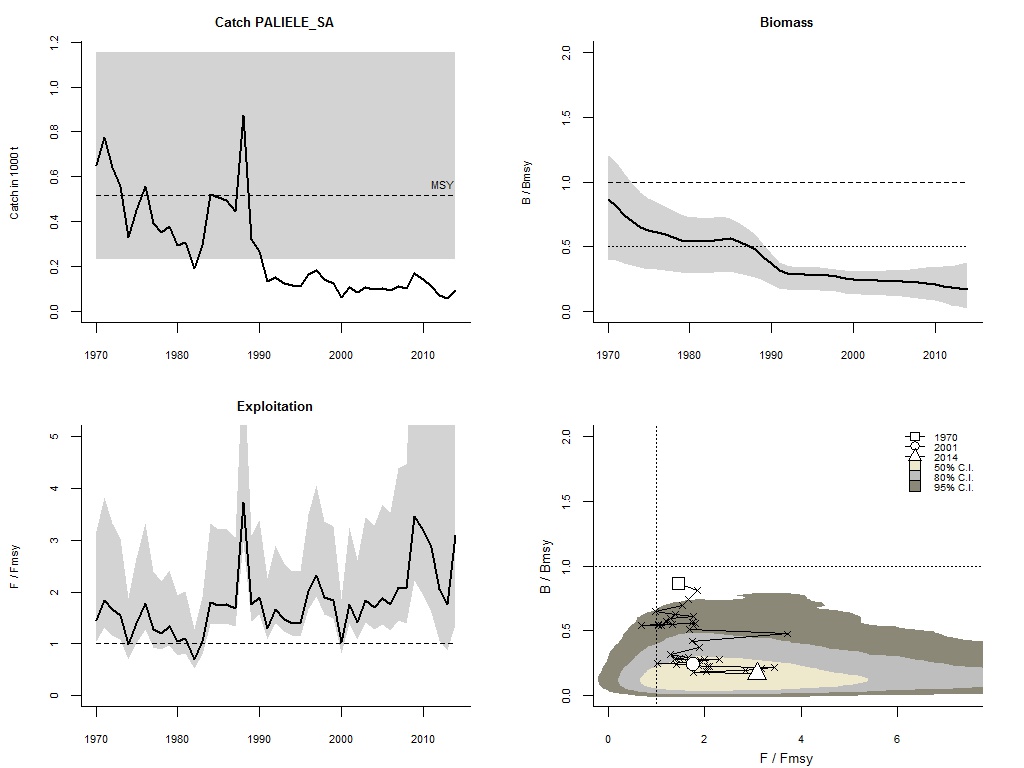 Catch PALIELE_SA
Catch in 1000 t
0.0 0.2 0.4 0.6 0.8 1.0 1.2
MSY
1970 1980 1990 2000 2010
Biomass
B / Bmsy
0.0 0.5 1.0 1.5 2.0
1970 1980 1990 2000 2010
Exploitation
F / Fmsy
0 1 2 3 4 5
1970 1980 1990 2000 2010
B / Bmsy
0.0 0.5 1.0 1.5 2.0
1970
2001
2014
50% C.I.
80% C.I.
95% C.I.
0 2 4 6
F / Fmsy